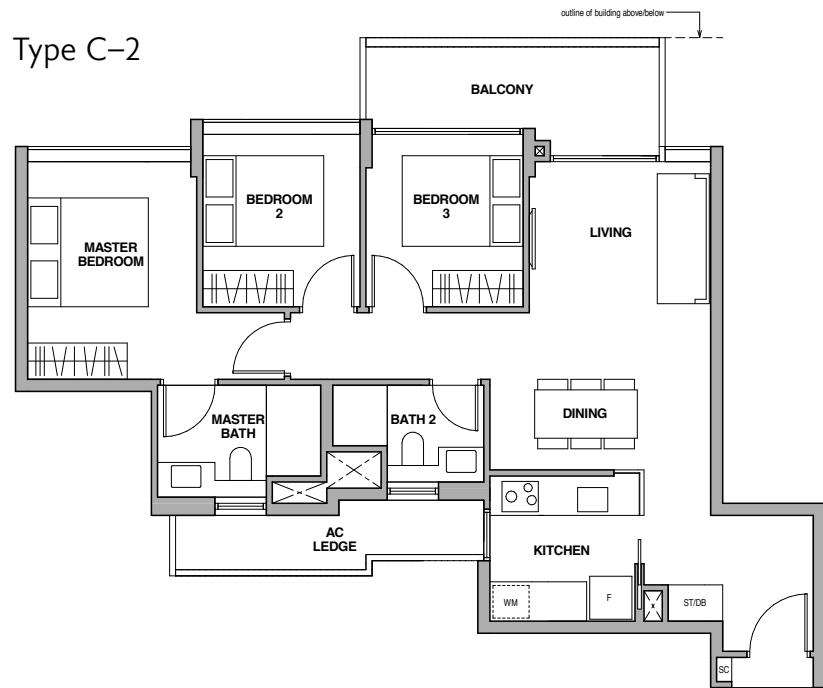 outline of building above/below
Type C–2
BALCONY
BEDROOM
2
BEDROOM
3
LIVING
MASTER
BEDROOM
DINING
MASTER
BATH
BATH 2
AC
LEDGE
KITCHEN
WM
F
x
ST/DB
SC